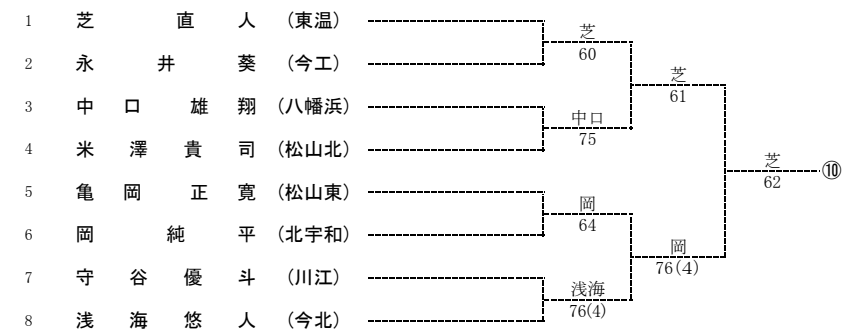 1 芝 直 人 (東温)
芝
60
2 永 井 葵 (今工)
芝
61
3 中 口 雄 翔 (八幡浜)
中口
75
4 米 澤 貴 司 (松山北)
芝
62
⑩
5 亀 岡 正 寛 (松山東)
岡
64
6 岡 純 平 (北宇和)
岡
76(4)
7 守 谷 優 斗 (川江)
浅海
76(4)
8 浅 海 悠 人 (今北)